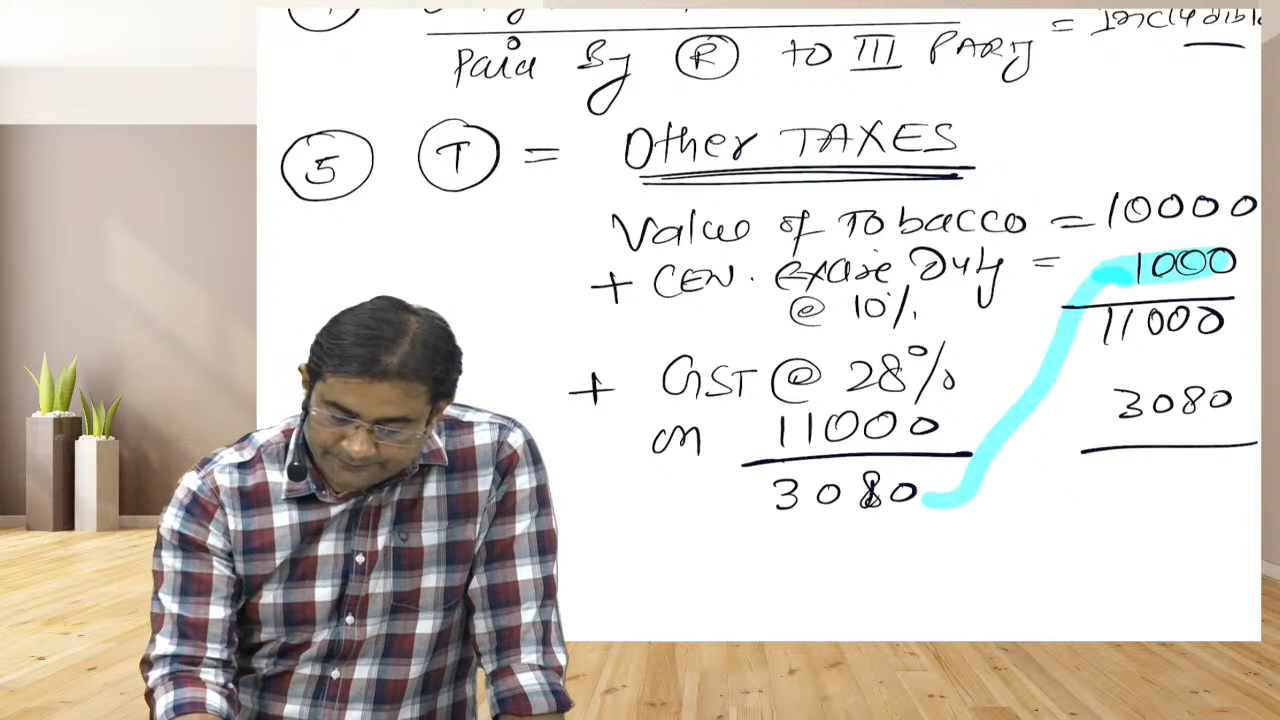 = Includible
Paid By (R) to III PARty
5 T = Other TAXES
Value of Tobacco = 10000
+ CEN. Excise Duty = 1000
@ 10%.
11000
+ GST @ 28% 3080
on 11000
3080